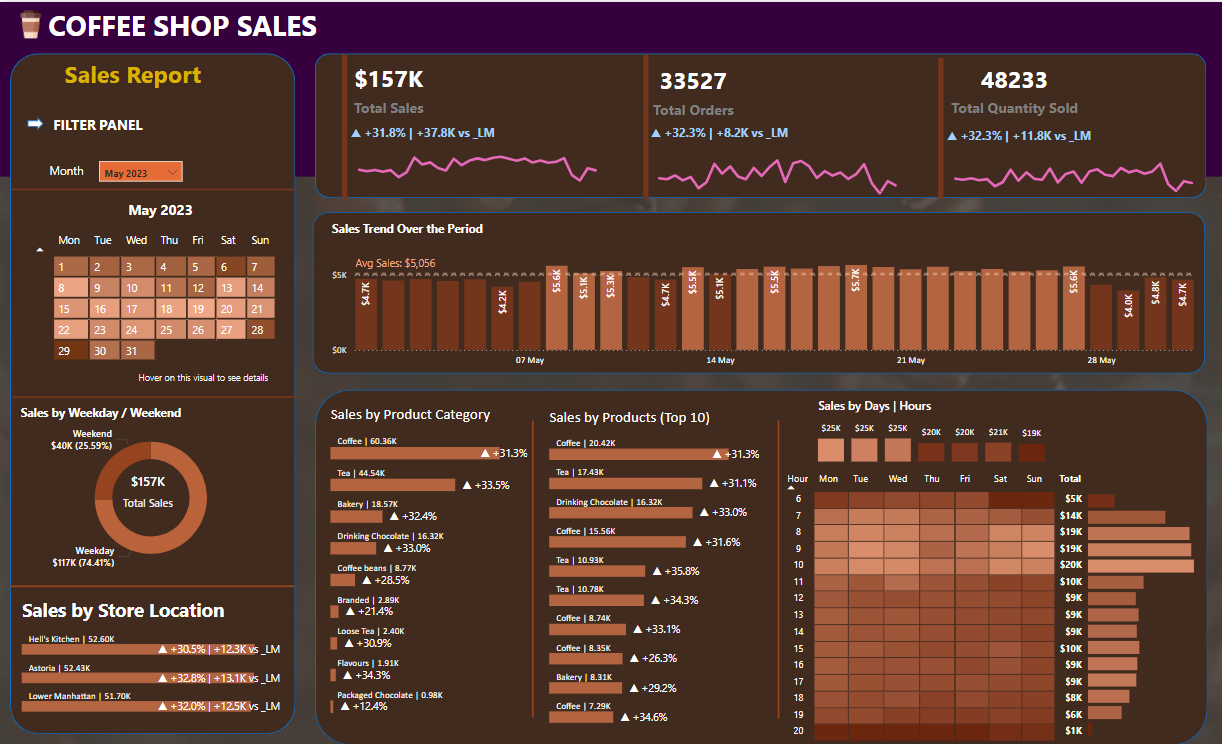 COFFEE SHOP SALES
Sales Report
FILTER PANEL
Month May 2023
May 2023
Mon Tue Wed Thu Fri Sat Sun
1 2 3 4 5 6 7
8 9 10 11 12 13 14
15 16 17 18 19 20 21
22 23 24 25 26 27 28
29 30 31
Hover on this visual to see details
Sales by Weekday / Weekend
Weekend
$40K (25.59%)
$157K
Total Sales
Weekday
$117K (74.41%)
Sales by Store Location
Hell's Kitchen | 52.60K
▲ +30.5% | +12.3K vs _LM
Astoria | 52.43K
▲ +32.8% | +13.1K vs _LM
Lower Manhattan | 51.70K
▲ +32.0% | +12.5K vs _LM
$157K
Total Sales
▲ +31.8% | +37.8K vs _LM
33527
Total Orders
▲ +32.3% | +8.2K vs _LM
48233
Total Quantity Sold
▲ +32.3% | +11.8K vs _LM
Sales Trend Over the Period
Avg Sales: $5,056
$5K
$4.7K $4.2K $5.6K $5.1K $5.3K $4.7K $5.5K $5.1K $5.5K $5.7K $5.6K $4.0K $4.8K $4.7K
$0K
07 May 14 May 21 May 28 May
Sales by Product Category
Coffee | 60.36K
▲ +31.3%
Tea | 44.54K
▲ +33.5%
Bakery | 18.57K
▲ +32.4%
Drinking Chocolate | 16.32K
▲ +33.0%
Coffee beans | 8.77K
▲ +28.5%
Branded | 2.89K
▲ +21.4%
Loose Tea | 2.40K
▲ +30.9%
Flavours | 1.91K
▲ +34.3%
Packaged Chocolate | 0.98K
▲ +12.4%
Sales by Products (Top 10)
Coffee | 20.42K
▲ +31.3%
Tea | 17.43K
▲ +31.1%
Drinking Chocolate | 16.32K
▲ +33.0%
Coffee | 15.56K
▲ +31.6%
Tea | 10.93K
▲ +35.8%
Tea | 10.78K
▲ +34.3%
Coffee | 8.74K
▲ +33.1%
Coffee | 8.35K
▲ +26.3%
Bakery | 8.31K
▲ +29.2%
Coffee | 7.29K
▲ +34.6%
Sales by Days | Hours
$25K $25K $25K $20K $20K $21K $19K
Hour Mon Tue Wed Thu Fri Sat Sun Total
6 $5K
7 $14K
8 $19K
9 $19K
10 $20K
11 $10K
12 $9K
13 $9K
14 $9K
15 $10K
16 $9K
17 $9K
18 $8K
19 $6K
20 $1K